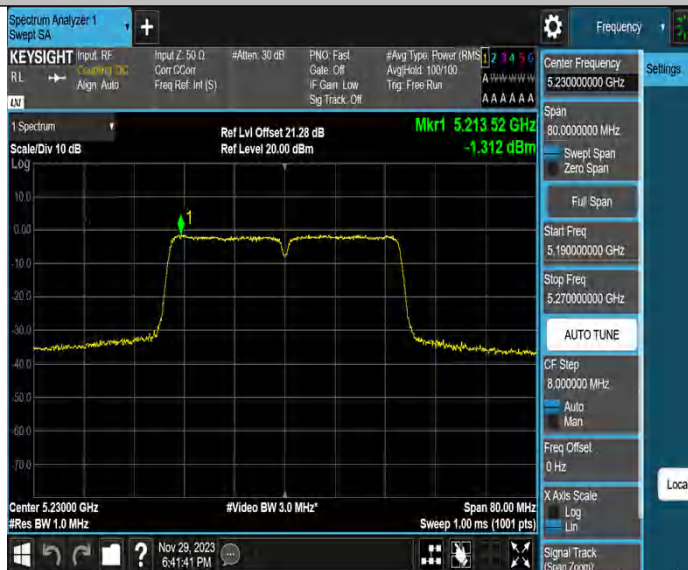 Spectrum Analyzer 1
Swept SA
+
Frequency
KEYSIGHT Input: RF Input Z: 50 Ω #Atten: 30 dB PNO: Fast #Avg Type: Power (RMS 1 2 3 4 5 6
RL Coupling: DC Corr CCorr Gate: Off Avg|Hold: 100/100 A W W W W W
Align: Auto Freq Ref: Int (S) IF Gain: Low Trig: Free Run
Sig Track: Off A A A A A A
LXI
1 Spectrum
Scale/Div 10 dB
Ref Lvl Offset 21.28 dB
Ref Level 20.00 dBm
Mkr1 5.213 52 GHz
-1.312 dBm
Log
10.0
0.00
-10.0
-20.0
-30.0
-40.0
-50.0
-60.0
-70.0
1
Center 5.23000 GHz #Video BW 3.0 MHz* Span 80.00 MHz
#Res BW 1.0 MHz Sweep 1.00 ms (1001 pts)
Nov 29, 2023
6:41:41 PM
?
Center Frequency
5.230000000 GHz
Settings
Span
80.0000000 MHz
Swept Span
Zero Span
Full Span
Start Freq
5.190000000 GHz
Stop Freq
5.270000000 GHz
AUTO TUNE
CF Step
8.000000 MHz
Auto
Man
Freq Offset
0 Hz
X Axis Scale
Log
Lin
Loca
Signal Track
(Span Zoom)